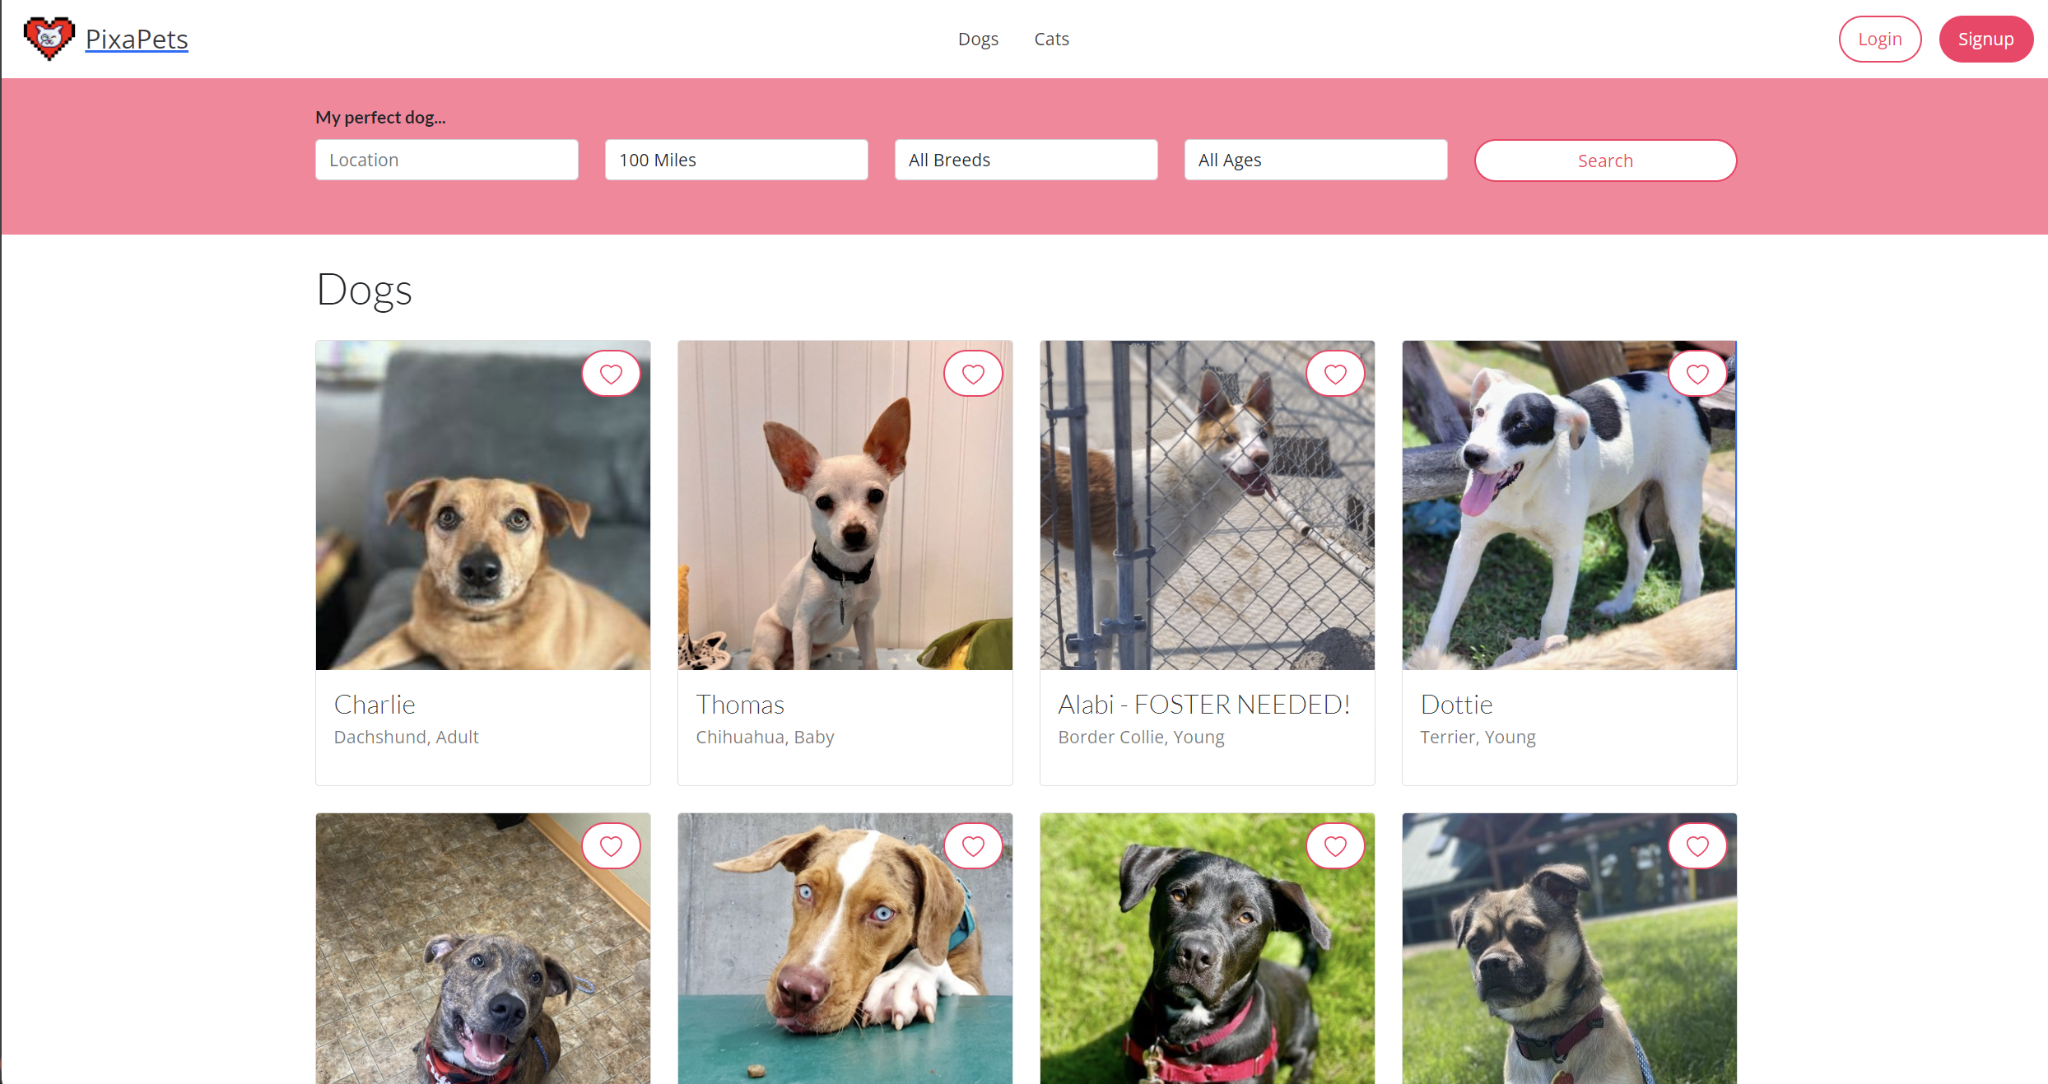 PixaPets
Dogs
Cats
Login
Signup
My perfect dog...
Location
100 Miles
All Breeds
All Ages
Search
Dogs
Charlie
Dachshund, Adult
Thomas
Chihuahua, Baby
Alabi - FOSTER NEEDED!
Border Collie, Young
Dottie
Terrier, Young